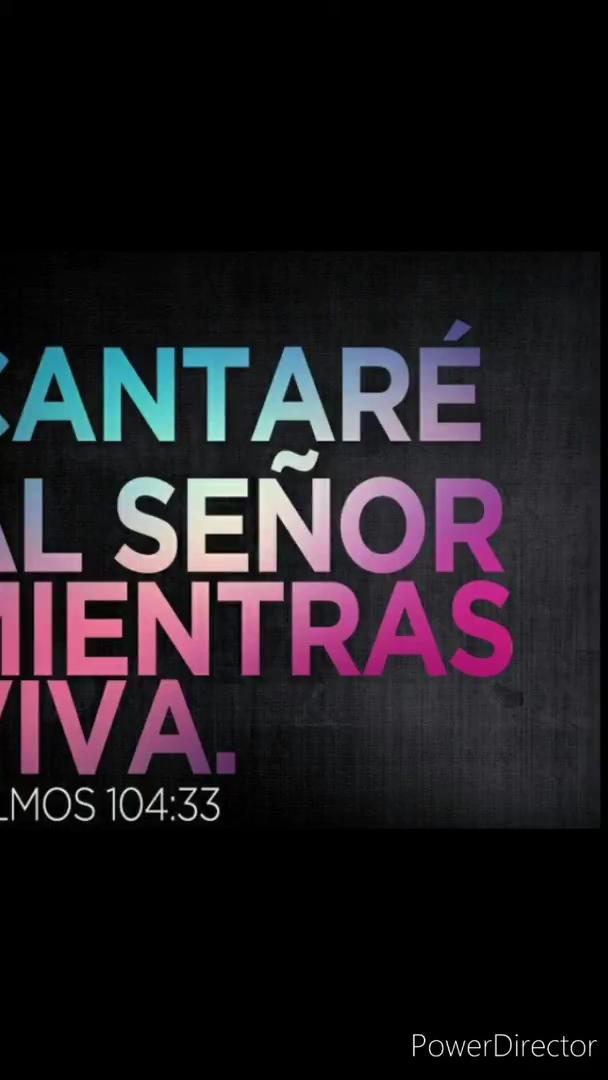 CANTARÉ
AL SEÑOR
MIENTRAS
VIVA.
LMOS 104:33
PowerDirector